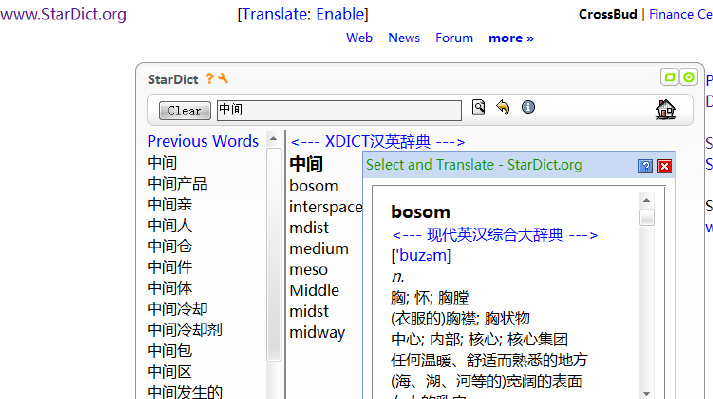 www.StarDict.org [Translate: Enable] CrossBud | Finance Ce
Web News Forum more »
StarDict ?
Clear 中间
Previous Words
中间
中间产品
中间亲
中间人
中间仓
中间件
中间体
中间冷却
中间冷却剂
中间包
中间区
中间发生的
<--- XDICT汉英辞典 --->
中间
bosom
interspace
mdist
medium
meso
Middle
midst
midway
Select and Translate - StarDict.org ?
bosom
<--- 现代英汉综合大辞典 --->
['buzəm]
n.
胸; 怀; 胸膛
(衣服的)胸襟; 胸状物
中心; 内部; 核心; 核心集团
任何温暖、舒适而熟悉的地方
(海、湖、河等的)宽阔的表面